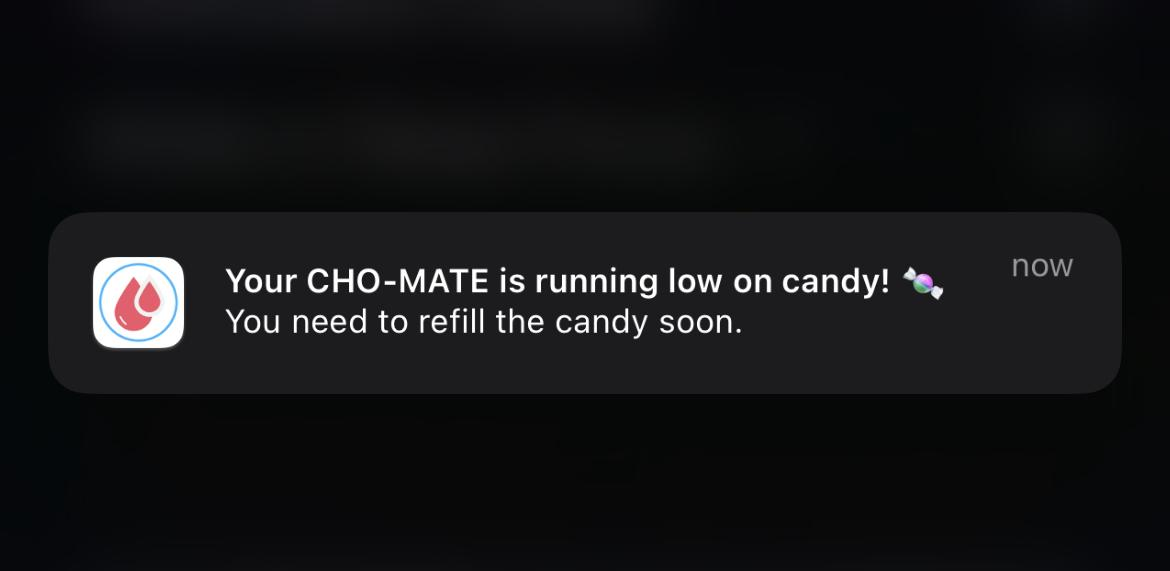 Your CHO-MATE is running low on candy! 🍬
now
You need to refill the candy soon.